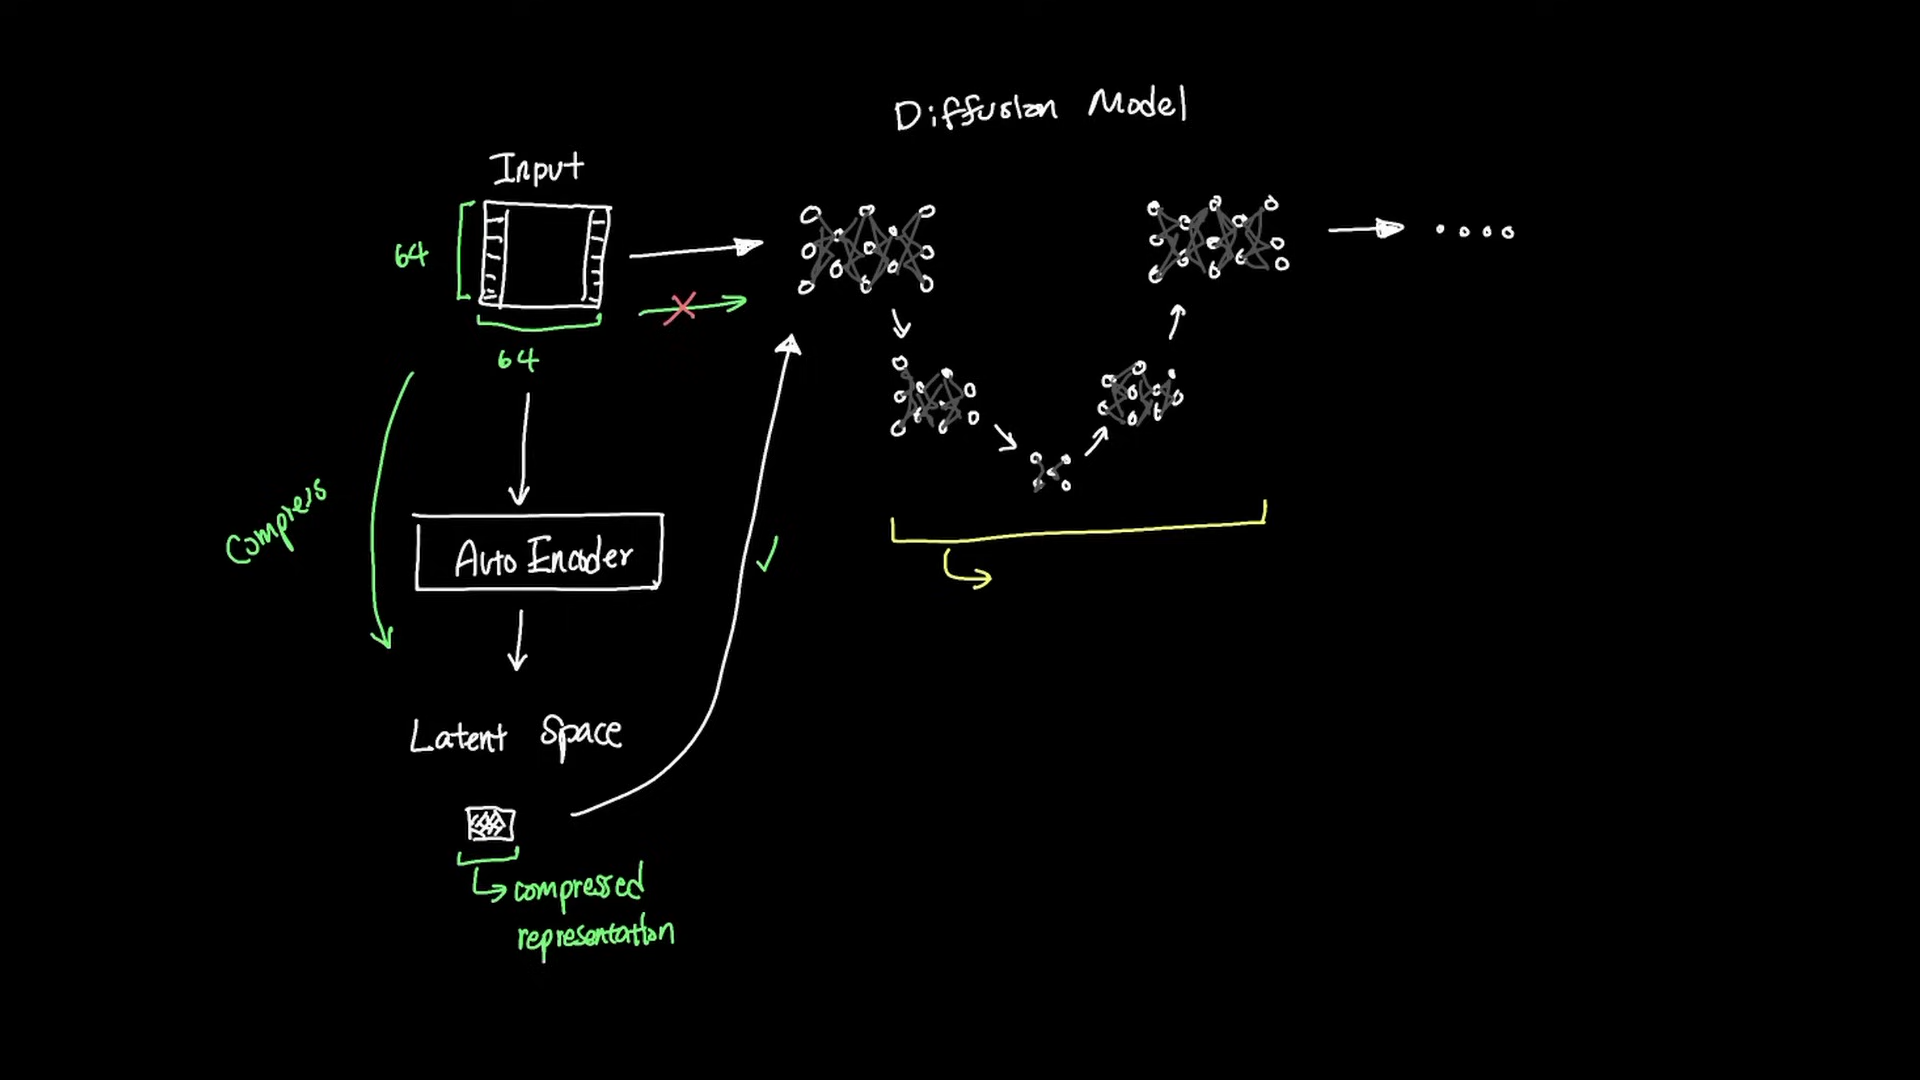 Diffusion Model
Input
64
64
Compress
Auto Encoder
Latent Space
compressed
representation